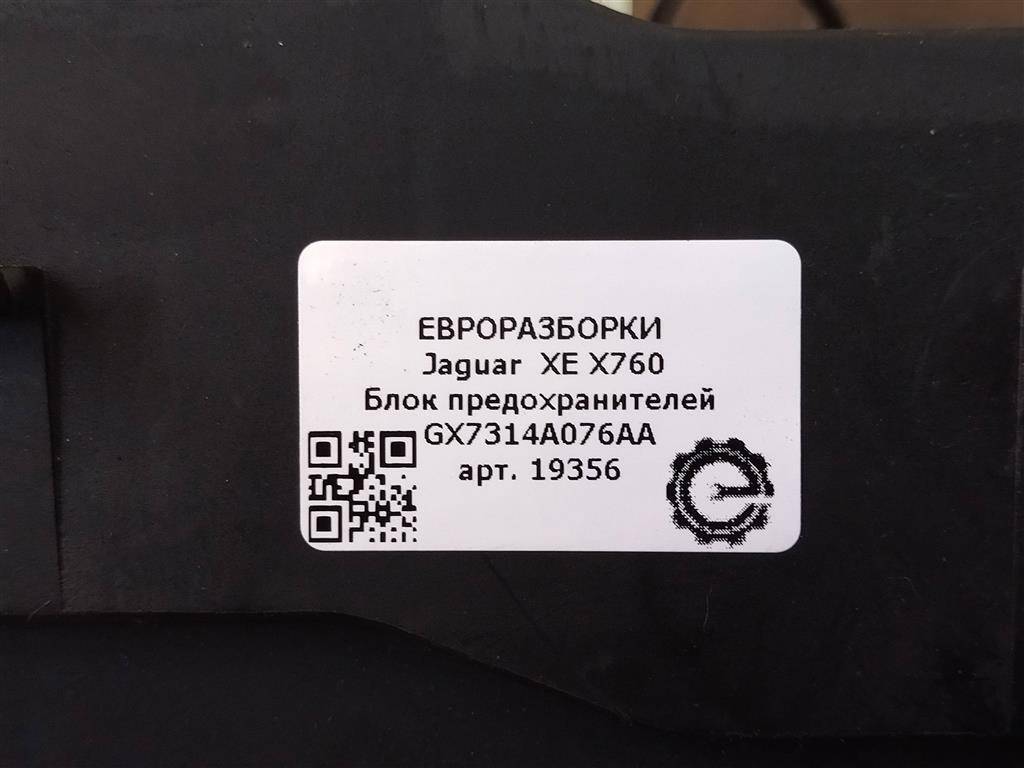 ЕВРОРАЗБОРКИ
Jaguar XE X760
Блок предохранителей
GX7314A076AA
арт. 19356